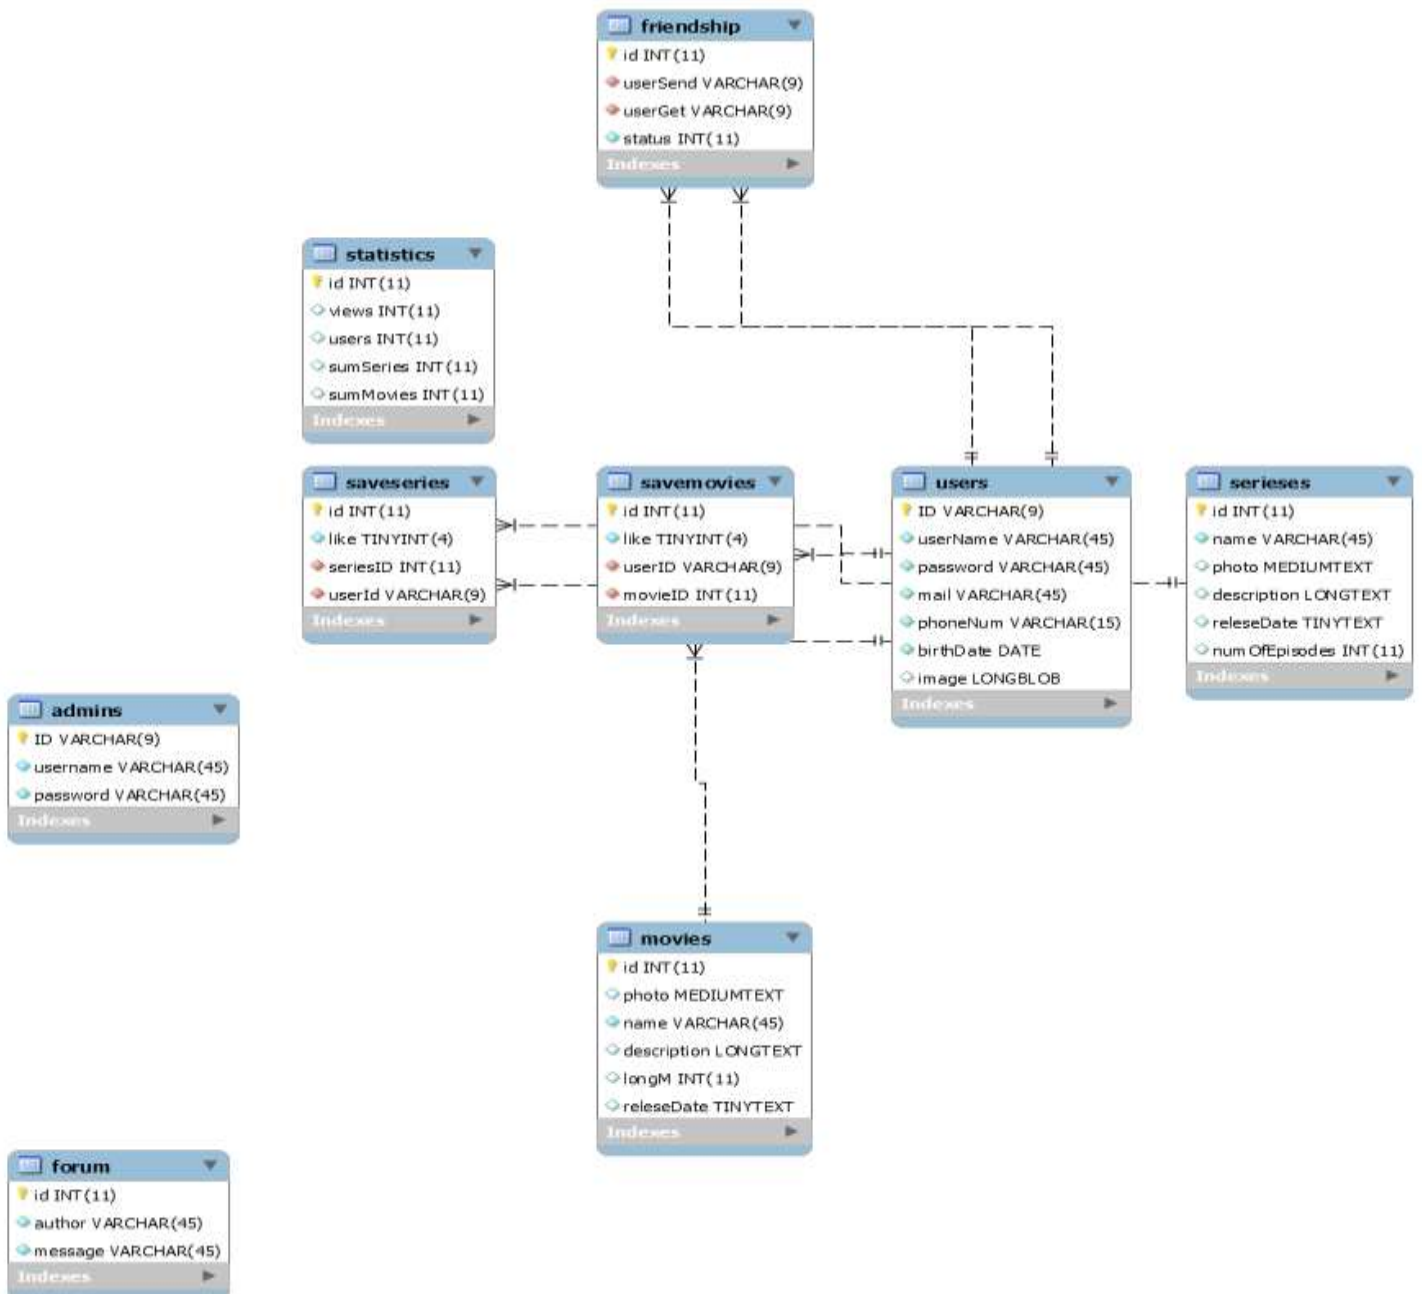 friendship
id INT(11)
userSend VARCHAR(9)
userGet VARCHAR(9)
status INT(11)
Indexes
statistics
id INT(11)
views INT(11)
users INT(11)
sumSeries INT(11)
sumMovies INT(11)
Indexes
saveseries
id INT(11)
like TINYINT(4)
seriesID INT(11)
userId VARCHAR(9)
Indexes
savemovies
id INT(11)
like TINYINT(4)
userID VARCHAR(9)
movieID INT(11)
Indexes
users
ID VARCHAR(9)
userName VARCHAR(45)
password VARCHAR(45)
mail VARCHAR(45)
phoneNum VARCHAR(15)
birthDate DATE
image LONGBLOB
Indexes
serieses
id INT(11)
name VARCHAR(45)
photo MEDIUMTEXT
description LONGTEXT
releseDate TINYTEXT
numOfEpisodes INT(11)
Indexes
admins
ID VARCHAR(9)
username VARCHAR(45)
password VARCHAR(45)
Indexes
movies
id INT(11)
photo MEDIUMTEXT
name VARCHAR(45)
description LONGTEXT
longM INT(11)
releseDate TINYTEXT
Indexes
forum
id INT(11)
author VARCHAR(45)
message VARCHAR(45)
Indexes